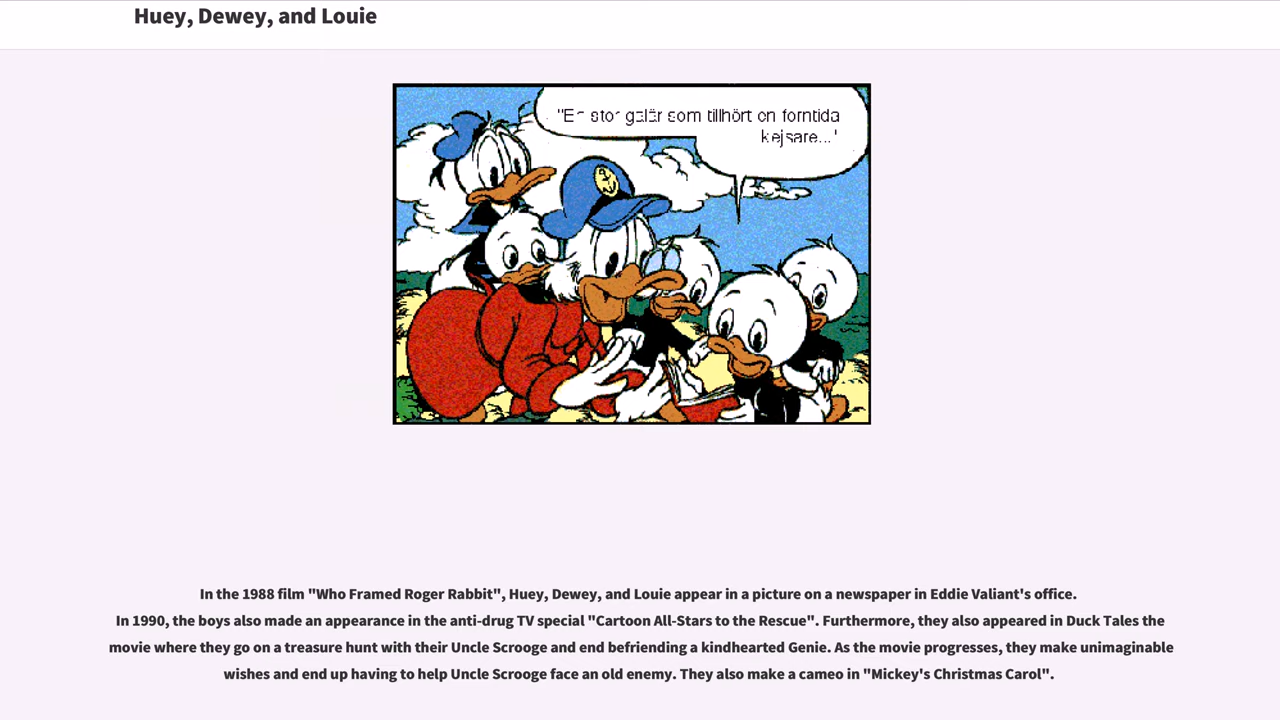 Huey, Dewey, and Louie
"En stor galär som tillhört en forntida
kejsare..."
In the 1988 film "Who Framed Roger Rabbit", Huey, Dewey, and Louie appear in a picture on a newspaper in Eddie Valiant's office.
In 1990, the boys also made an appearance in the anti-drug TV special "Cartoon All-Stars to the Rescue". Furthermore, they also appeared in Duck Tales the
movie where they go on a treasure hunt with their Uncle Scrooge and end befriending a kindhearted Genie. As the movie progresses, they make unimaginable
wishes and end up having to help Uncle Scrooge face an old enemy. They also make a cameo in "Mickey's Christmas Carol".